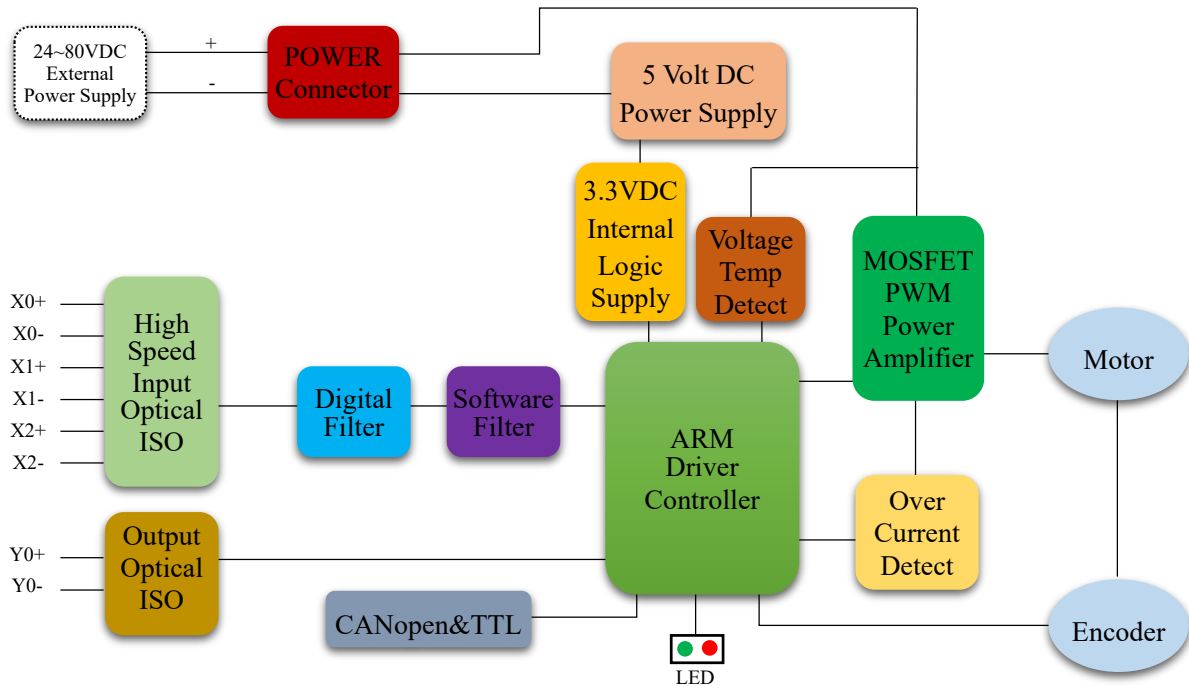 24~80VDC
External
Power Supply
+
-
POWER
Connector
5 Volt DC
Power Supply
3.3VDC
Internal
Logic
Supply
Voltage
Temp
Detect
MOSFET
PWM
Power
Amplifier
Motor
X0+
X0-
X1+
X1-
X2+
X2-
High
Speed
Input
Optical
ISO
Digital
Filter
Software
Filter
ARM
Driver
Controller
Over
Current
Detect
Y0+
Y0-
Output
Optical
ISO
CANopen&TTL
LED
Encoder